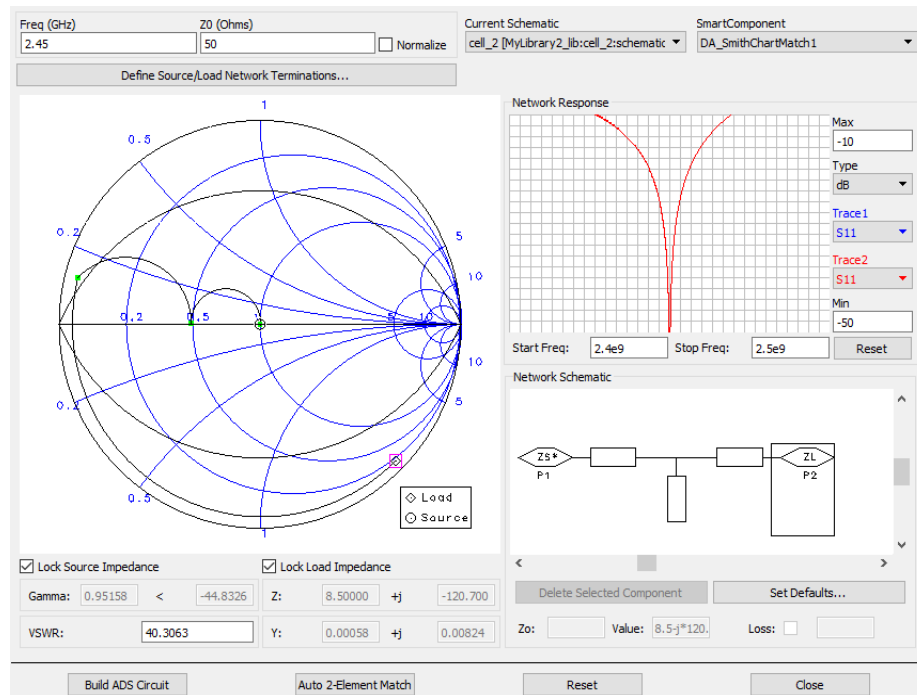 Freq (GHz) Z0 (Ohms) Current Schematic SmartComponent
2.45 50 Normalize cell_2 [MyLibrary2_lib:cell_2:schematic DA_SmithChartMatch1
Define Source/Load Network Terminations...
Network Response
1
0.5
0.2
5
10
0.2 0.5 1 5 10
10
5
0.2
0.5
1
Load
Source
Max
-10
Type
dB
Trace1
S11
Trace2
S11
Min
-50
Start Freq: 2.4e9 Stop Freq: 2.5e9 Reset
Network Schematic
ZS* ZL
P1 P2
Lock Source Impedance Lock Load Impedance
Gamma: 0.95158 < -44.8326 Z: 8.50000 +j -120.700
VSWR: 40.3063 Y: 0.00058 +j 0.00824
Delete Selected Component Set Defaults...
Zo: Value: 8.5-j*120. Loss:
Build ADS Circuit Auto 2-Element Match Reset Close